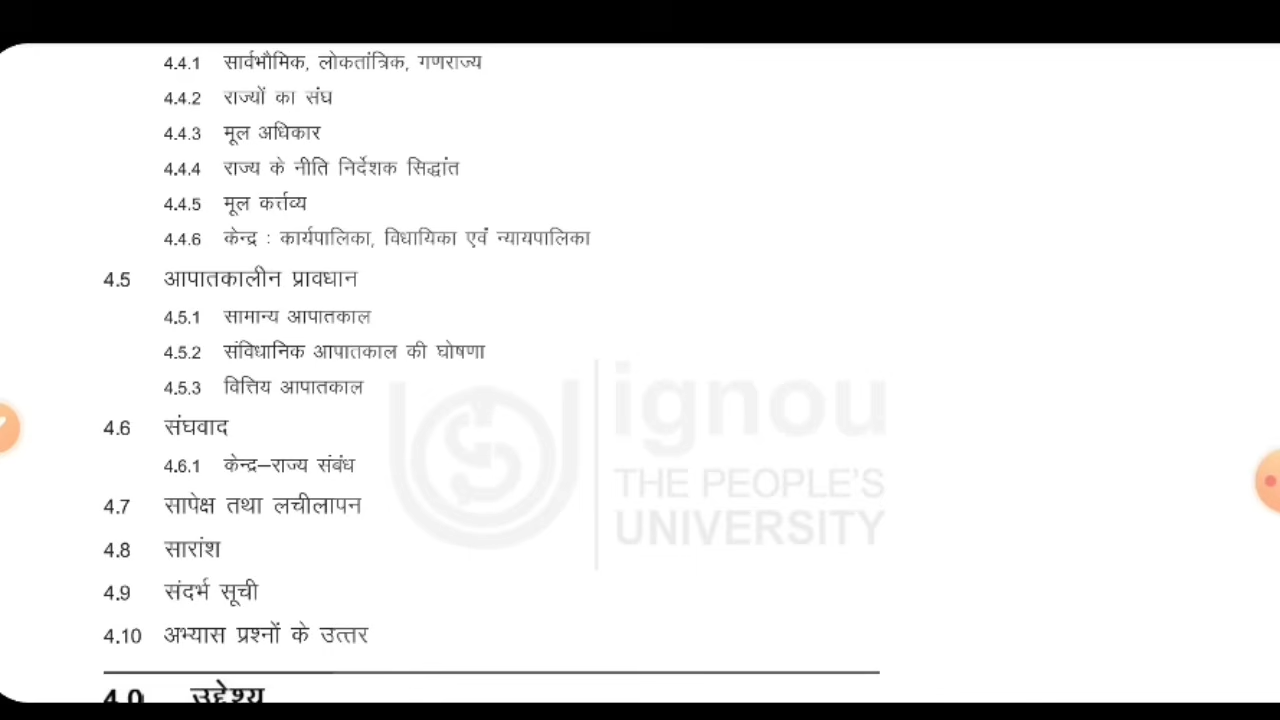 4.4.1 सार्वभौमिक, लोकतांत्रिक, गणराज्य
4.4.2 राज्यों का संघ
4.4.3 मूल अधिकार
4.4.4 राज्य के नीति निर्देशक सिद्धांत
4.4.5 मूल कर्त्तव्य
4.4.6 केन्द्र : कार्यपालिका, विधायिका एवं न्यायपालिका
4.5 आपातकालीन प्रावधान
4.5.1 सामान्य आपातकाल
4.5.2 संविधानिक आपातकाल की घोषणा
4.5.3 वित्तिय आपातकाल
4.6 संघवाद
4.6.1 केन्द्र–राज्य संबंध
4.7 सापेक्ष तथा लचीलापन
4.8 सारांश
4.9 संदर्भ सूची
4.10 अभ्यास प्रश्नों के उत्तर
ignou
THE PEOPLE'S
UNIVERSITY
4.0 उद्देश्य